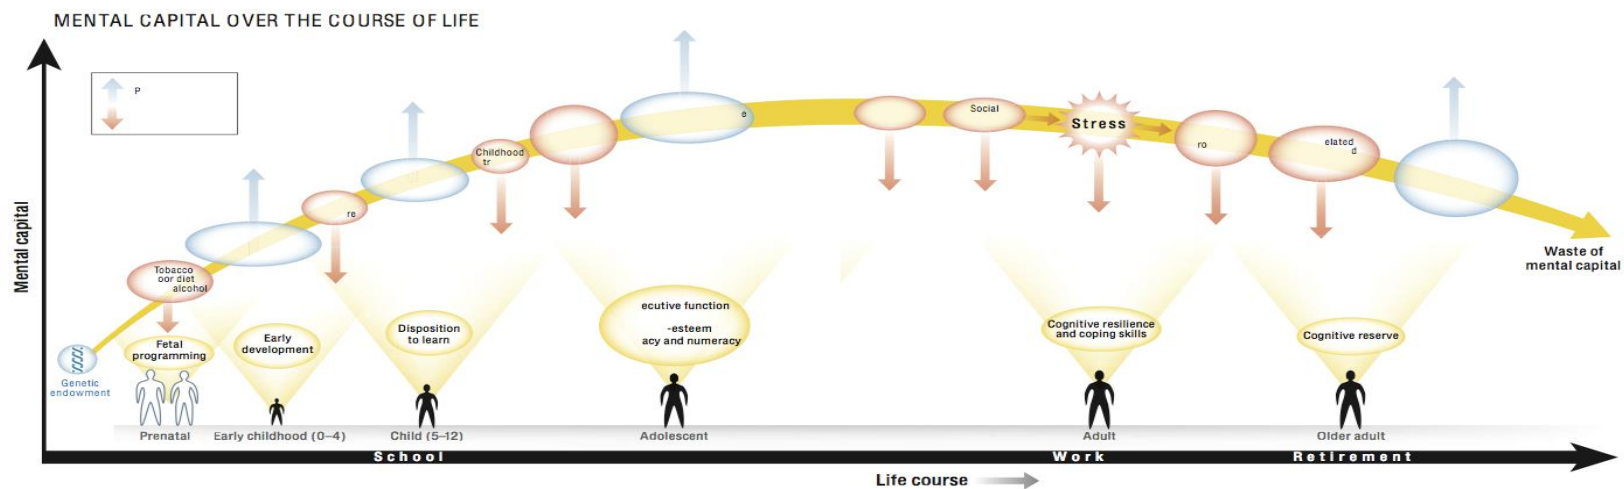 MENTAL CAPITAL OVER THE COURSE OF LIFE
P
e
Social
Stress
Childhood
tr
ro
elated
d
re
Tobacco
oor diet
alcohol
Waste of
mental capital
Mental capital
ecutive function
-esteem
acy and numeracy
Fetal
programming
Early
development
Disposition
to learn
Cognitive resilience
and coping skills
Cognitive reserve
Genetic
endowment
Prenatal
Early childhood (0–4)
Child (5–12)
Adolescent
Adult
Older adult
School
Work
Retirement
Life course